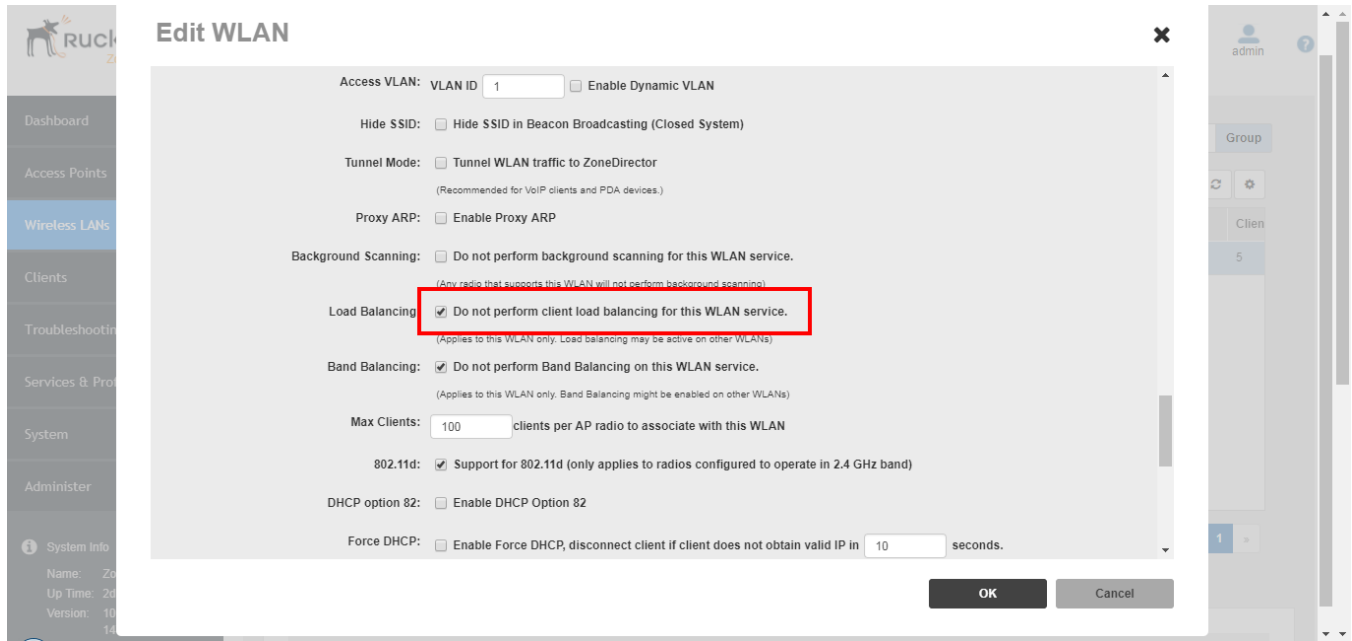 Edit WLAN
RUC
admin
Access VLAN: VLAN ID 1 Enable Dynamic VLAN
Hide SSID: Hide SSID in Beacon Broadcasting (Closed System)
Tunnel Mode: Tunnel WLAN traffic to ZoneDirector
(Recommended for VoIP clients and PDA devices.)
Proxy ARP: Enable Proxy ARP
Background Scanning: Do not perform background scanning for this WLAN service.
(Any radio that supports this WLAN will not perform background scanning)
Load Balancing Do not perform client load balancing for this WLAN service.
(Applies to this WLAN only. Load balancing may be active on other WLANs)
Band Balancing: Do not perform Band Balancing on this WLAN service.
(Applies to this WLAN only. Band Balancing might be enabled on other WLANs)
Max Clients: 100 clients per AP radio to associate with this WLAN
802.11d: Support for 802.11d (only applies to radios configured to operate in 2.4 GHz band)
DHCP option 82: Enable DHCP Option 82
Force DHCP: Enable Force DHCP, disconnect client if client does not obtain valid IP in 10 seconds.
OK Cancel
Dashboard
Access Points
Wireless LANs
Clients
Troubleshootin
Services & Pro
System
Administer
System Info
Name: Zo
Up Time: 2d
Version: 10
14
Group
Clien
5
1 »